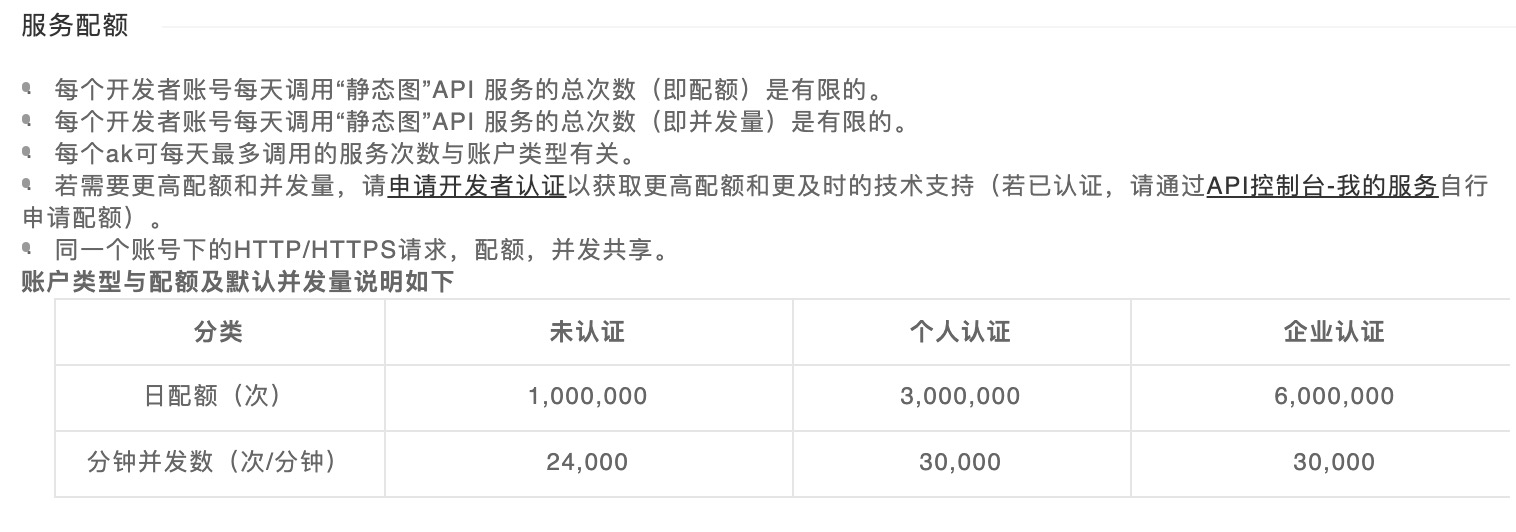 服务配额
每个开发者账号每天调用“静态图”API 服务的总次数（即配额）是有限的。
每个开发者账号每天调用“静态图”API 服务的总次数（即并发量）是有限的。
每个ak可每天最多调用的服务次数与账户类型有关。
若需要更高配额和并发量，请申请开发者认证以获取更高配额和更及时的技术支持（若已认证，请通过API控制台-我的服务自行
申请配额）。
同一个账号下的HTTP/HTTPS请求，配额，并发共享。
账户类型与配额及默认并发量说明如下
分类 未认证 个人认证 企业认证
日配额（次） 1,000,000 3,000,000 6,000,000
分钟并发数（次/分钟） 24,000 30,000 30,000